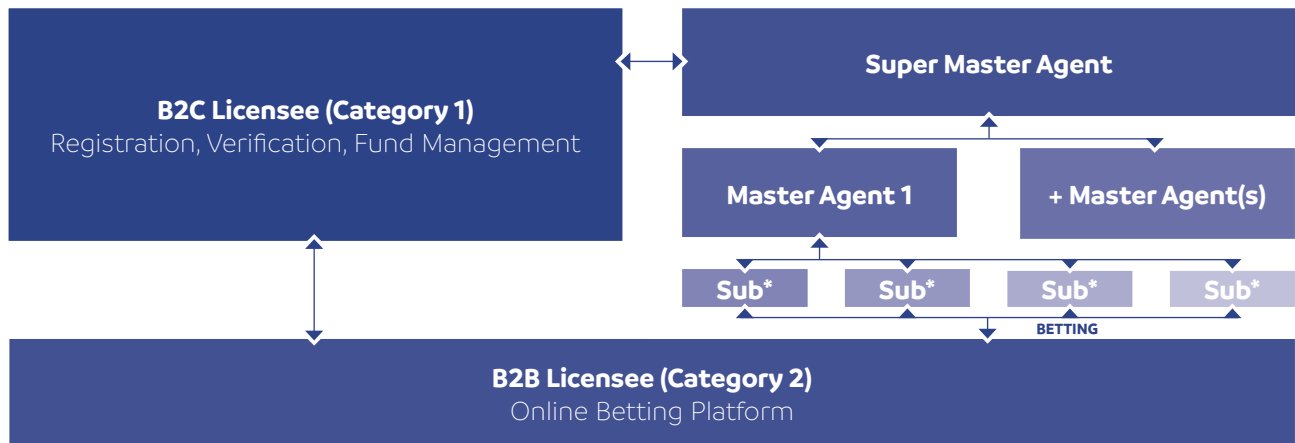 B2C Licensee (Category 1)
Registration, Verification, Fund Management
Super Master Agent
Master Agent 1
+ Master Agent(s)
Sub*
Sub*
Sub*
Sub*
BETTING
B2B Licensee (Category 2)
Online Betting Platform